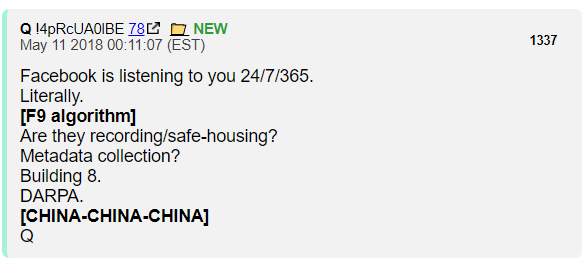 Q !4pRcUA0lBE 78 NEW
May 11 2018 00:11:07 (EST)
1337
Facebook is listening to you 24/7/365.
Literally.
[F9 algorithm]
Are they recording/safe-housing?
Metadata collection?
Building 8.
DARPA.
[CHINA-CHINA-CHINA]
Q